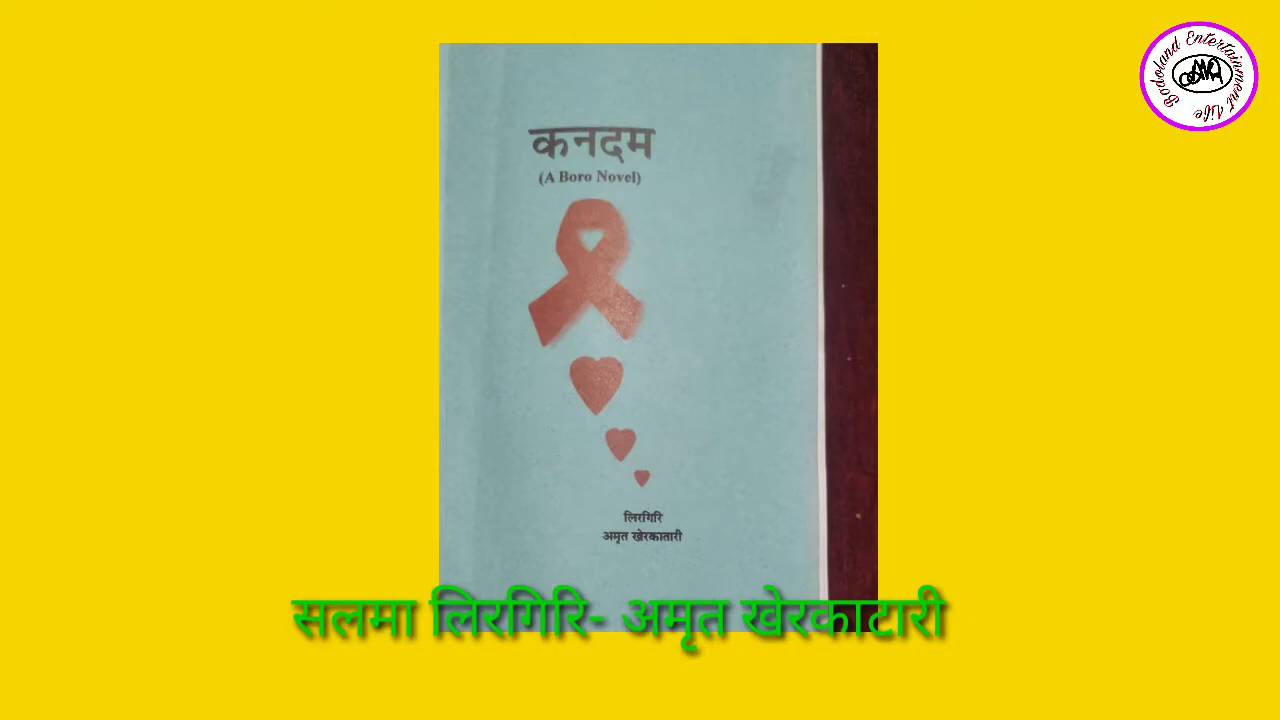 कनदम
(A Boro Novel)
लिरगिरि
अमृत खेरकातारी
सलमा लिरगिरि- अमृत खेरकाटारी
Bodoland Entertainment Life